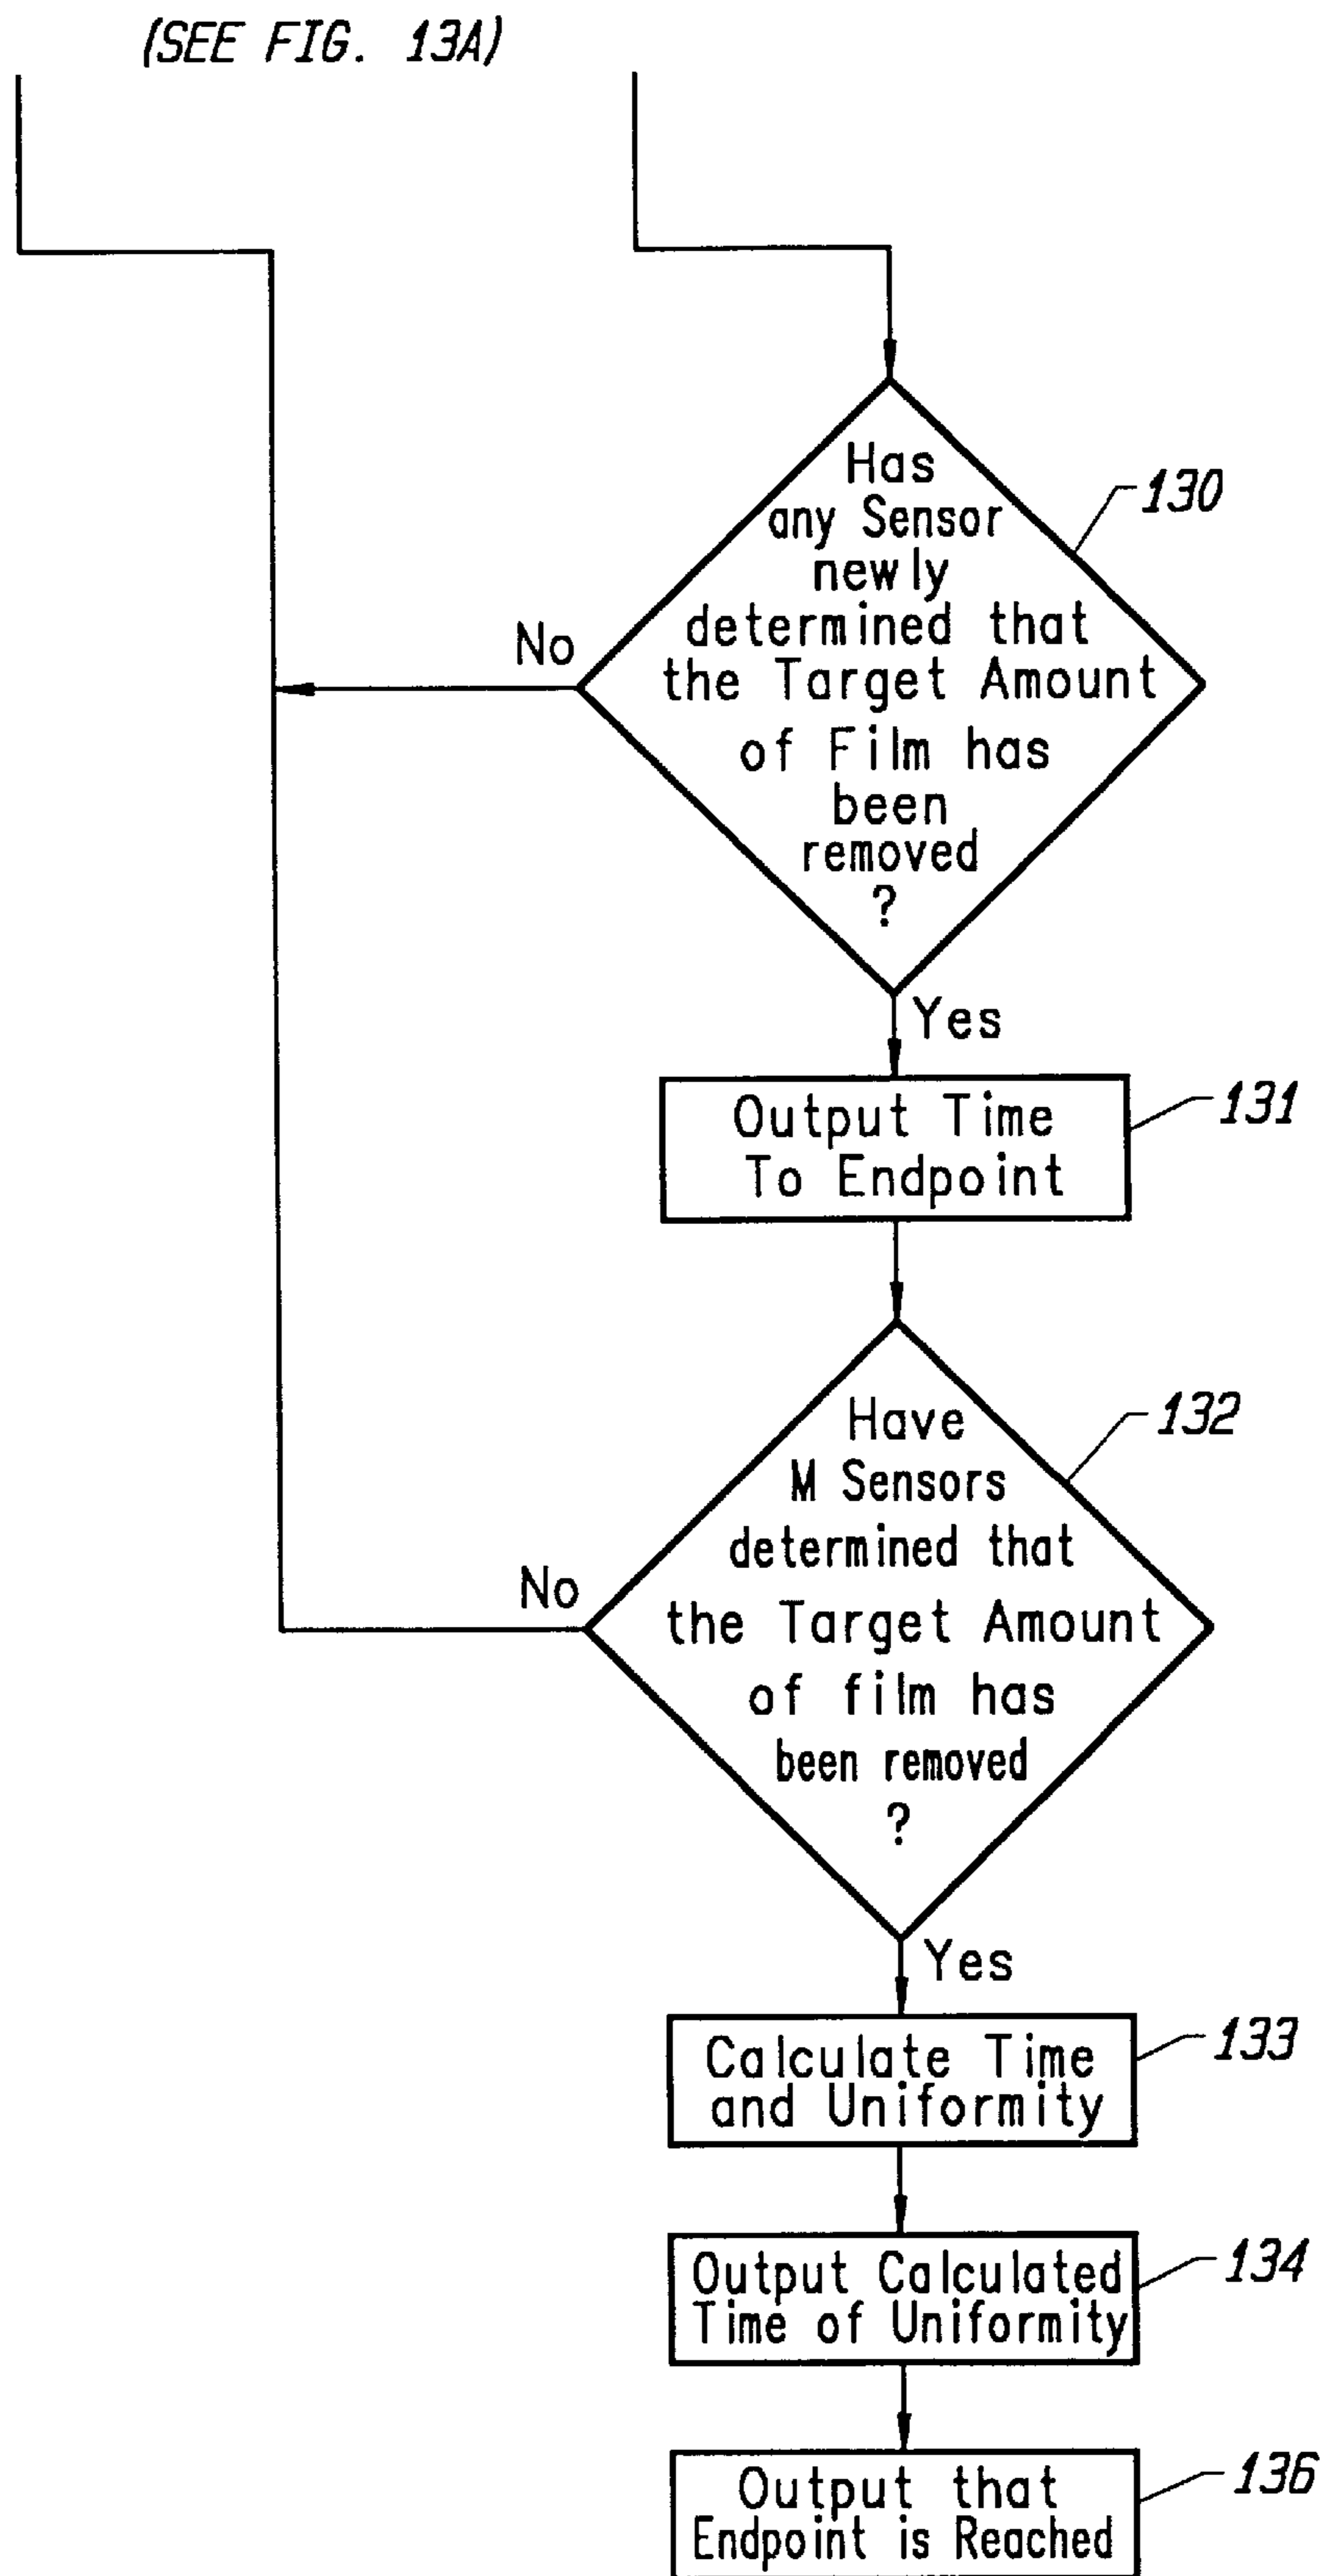 (SEE FIG. 13A)
Has
any Sensor
newly
determined that
the Target Amount
of Film has
been
removed
?
130
No
Yes
Output Time
To Endpoint
131
Have
M Sensors
determined that
the Target Amount
of film has
been removed
?
132
No
Yes
Calculate Time
and Uniformity
133
Output Calculated
Time of Uniformity
134
Output that
Endpoint is Reached
136